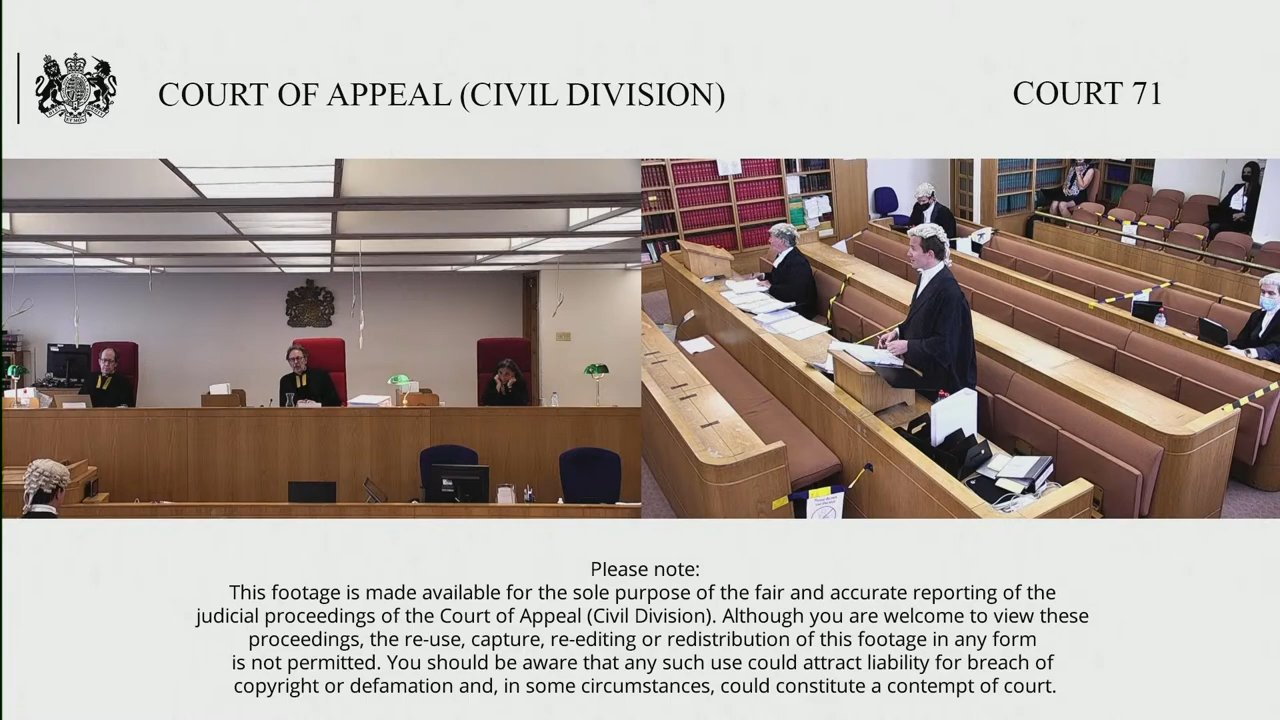 COURT OF APPEAL (CIVIL DIVISION)
COURT 71
Please note:
This footage is made available for the sole purpose of the fair and accurate reporting of the
judicial proceedings of the Court of Appeal (Civil Division). Although you are welcome to view these
proceedings, the re-use, capture, re-editing or redistribution of this footage in any form
is not permitted. You should be aware that any such use could attract liability for breach of
copyright or defamation and, in some circumstances, could constitute a contempt of court.